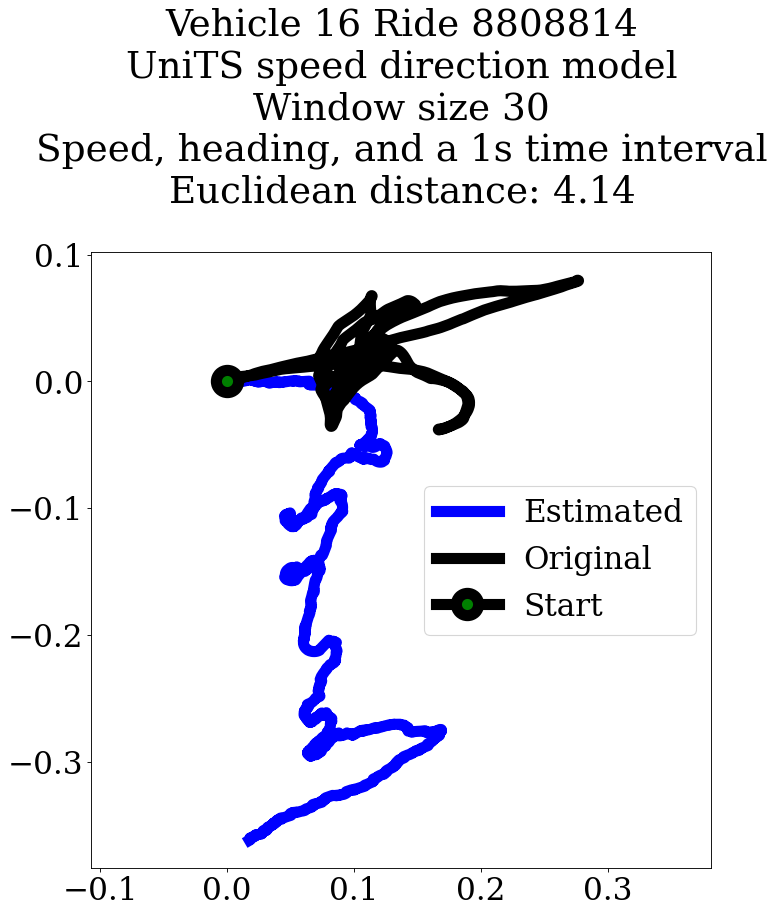 Vehicle 16 Ride 8808814
UniTS speed direction model
Window size 30
Speed, heading, and a 1s time interval
Euclidean distance: 4.14
0.1
0.0
−0.1
−0.2
−0.3
Estimated
Original
Start
−0.1 0.0 0.1 0.2 0.3